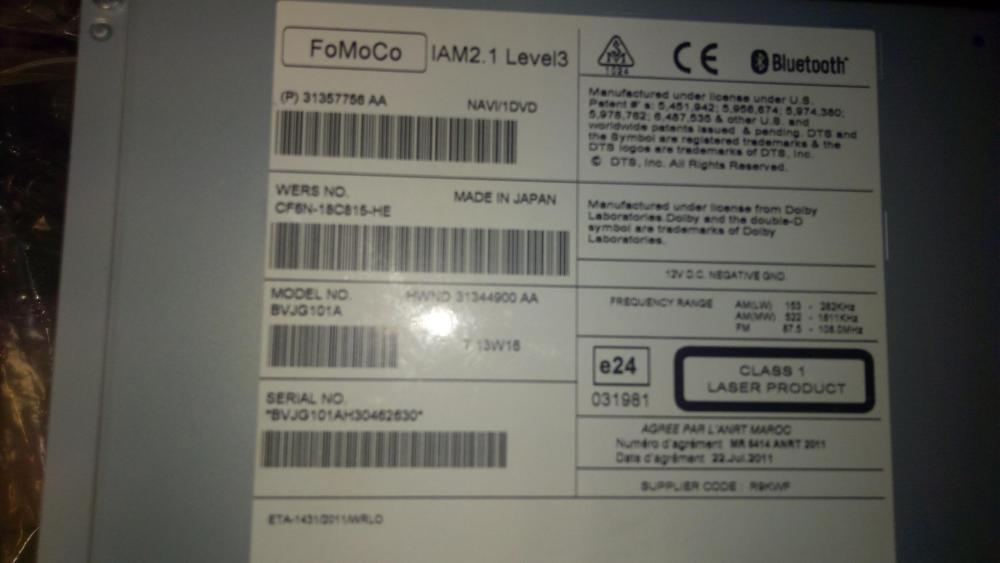 FoMoCo IAM2.1 Level3
(P) 31357756 AA NAVI/1DVD
WERS NO. MADE IN JAPAN
CF6N-18C815-HE
MODEL NO. HWND 31344900 AA
BVJG101A
T 13W16
SERIAL NO.
*BVJG101AH30462630*
ETA-1431/2011/WRLD
1024
CE
Bluetooth
Manufactured under license under U.S.
Patent #'s: 5,451,942; 5,956,674; 5,974,380;
5,978,762; 6,487,535 & other U.S. and
worldwide patents issued & pending. DTS and
the Symbol are registered trademarks & the
DTS logos are trademarks of DTS, Inc.
© DTS, Inc. All Rights Reserved.
Manufactured under license from Dolby
Laboratories. Dolby and the double-D
symbol are trademarks of Dolby
Laboratories.
12V D.C. NEGATIVE GND.
FREQUENCY RANGE AM(LW) 153 - 282KHz
AM(MW) 522 - 1611KHz
FM 87.5 - 108.0MHz
e24
031981
CLASS 1
LASER PRODUCT
AGREE PAR L'ANRT MAROC
Numéro d'agrément MR 6414 ANRT 2011
Date d'agrément 22.Jul.2011
SUPPLIER CODE : R9KWF